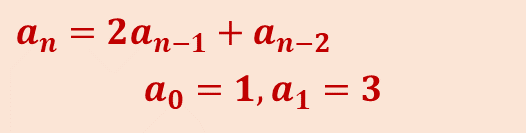 aₙ = 2aₙ₋₁ + aₙ₋₂
a₀ = 1, a₁ = 3